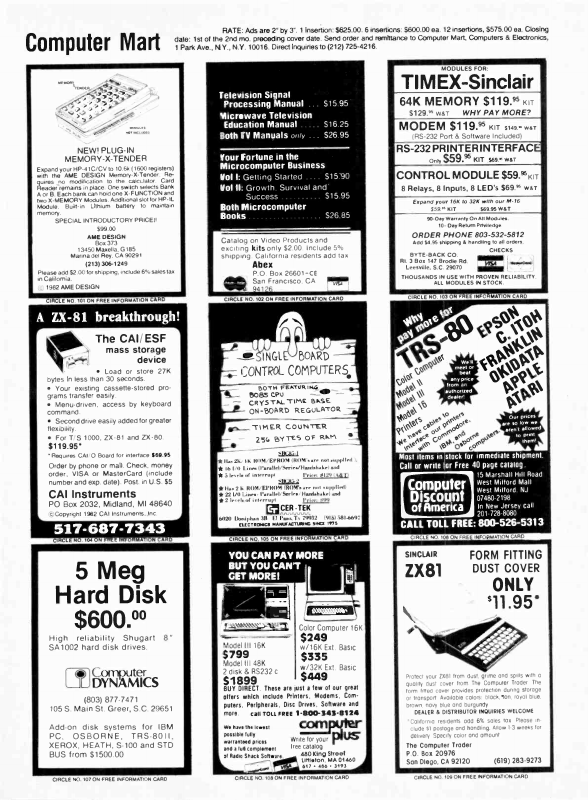 Computer Mart
RATE: Ads are 2" by 3". 1 Insertion: $625.00. 6 insertions: $600.00 ea. 12 insertions, $575.00 ea. Closing
date: 1st of the 2nd mo. preceding cover date. Send order and remittance to Computer Mart, Computers & Electronics,
1 Park Ave., N.Y., N.Y. 10016. Direct Inquiries to (212) 725-4216.
MEMORY
TENDER
MODULES
NOT INCLUDED
NEW! PLUG-IN
MEMORY-X-TENDER
Expand your HP-41C/CV to 10.5k (1500 registers)
with the AME DESIGN Memory-X-Tender. Re-
quires no modification to the calculator. Card
Reader remains in place. One switch selects Bank
A or B. Each bank can hold one X-FUNCTION and
two X-MEMORY Modules. Additional slot for HP-IL
Module. Built-in Lithium battery to maintain
memory.
SPECIAL INTRODUCTORY PRICE!!
$99.00
AME DESIGN
Box 373
13450 Maxella, G185
Marina del Rey, CA 90291
(213) 306-1249
Please add $2.00 for shipping, include 6% sales tax
in California.
© 1982 AME DESIGN
CIRCLE NO. 101 ON FREE INFORMATION CARD
Television Signal
Processing Manual .... $15.95
Microwave Television
Education Manual ..... $16.25
Both TV Manuals only ... $26.95
Your Fortune in the
Microcomputer Business
Vol I: Getting Started .... $15.90
Vol II: Growth, Survival and
Success ............ $15.95
Both Microcomputer
Books ................ $26.85
Catalog on Video Products and
exciting kits only $2.00. Include 5%
shipping. California residents add tax
Abex
P.O. Box 26601-CE
San Francisco, CA
94126
VISA
CIRCLE NO. 102 ON FREE INFORMATION CARD
MODULES FOR:
TIMEX-Sinclair
64K MEMORY $119.95 KIT
$129.95 W&T WHY PAY MORE?
MODEM $119.95 KIT $149.95 W&T
(RS-232 Port & Software Included)
RS-232 PRINTER INTERFACE
Only $59.95 KIT $69.95 W&T
CONTROL MODULE $59.95 KIT
8 Relays, 8 Inputs, 8 LED's $69.95 W&T
Expand your 16K to 32K with our M-16
$59.95 KIT $69.95 W&T
90-Day Warranty On All Modules.
10-Day Return Priviledge
ORDER PHONE 803-532-5812
Add $4.95 shipping & handling to all orders.
BYTE-BACK CO.
Rt. 3 Box 147 Brodie Rd.
Leesville, S.C. 29070
CHECKS
VISA
THOUSANDS IN USE WITH PROVEN RELIABILITY.
ALL MODULES IN STOCK.
CIRCLE NO. 103 ON FREE INFORMATION CARD
A ZX-81 breakthrough!
The CAI/ESF
mass storage
device
• Load or store 27K
bytes in less than 30 seconds.
• Your existing cassette-stored pro-
grams transfer easily.
• Menu-driven, access by keyboard
command.
• Second drive easily added for greater
flexibility.
• For T/S 1000, ZX-81 and ZX-80.
$119.95*
*Requires CAI/O Board for interface $59.95
Order by phone or mail. Check, money
order, VISA or MasterCard (include
number and exp. date). Post. in U.S. $5
CAI Instruments
PO Box 2032, Midland, MI 48640
© Copyright 1982 CAI Instruments, Inc.
517-687-7343
CIRCLE NO. 104 ON FREE INFORMATION CARD
SINGLE BOARD
CONTROL COMPUTERS
BOTH FEATURING
8085 CPU
CRYSTAL TIME BASE
ON-BOARD REGULATOR
TIMER COUNTER
256 BYTES OF RAM
SBC85-1
SBC85-2
★ 3 levels of interrupt Price: $129 (A&T)
★ 2 levels of interrupt Price: $99
CER-TEK
6020 Doniphan
El Paso, Tx 79932
ELECTRONICS MANUFACTURING SINCE 1975
CIRCLE NO. 105 ON FREE INFORMATION CARD
Why
pay more for
TRS-80
Color Computer
Model II
Model III
Model 16
Printers
EPSON
C. ITOH
FRANKLIN
OKIDATA
APPLE
ATARI
We'll
meet or
beat
any price
from an
authorized
dealer!
We have cables to
interface our printers
with Commodore,
IBM, and
Osborne
computers.
Our prices
are so low we
aren't allowed
to print
them!
Most items in stock for immediate shipment.
Call or write for Free 40 page catalog.
Computer
Discount
of America
15 Marshall Hill Road
West Milford Mall
West Milford, NJ
07480-2198
In New Jersey call
201-728-8080
CALL TOLL FREE: 800-526-5313
CIRCLE NO. 106 ON FREE INFORMATION CARD
5 Meg
Hard Disk
$600.00
High reliability Shugart 8"
SA1002 hard disk drives.
Computer
DYNAMICS
(803) 877-7471
105 S. Main St. Greer, S.C. 29651
Add-on disk systems for IBM
PC, OSBORNE, TRS-80II,
XEROX, HEATH, S-100 and STD
BUS from $1500.00
CIRCLE NO. 107 ON FREE INFORMATION CARD
YOU CAN PAY MORE
BUT YOU CAN'T
GET MORE!
Model III 16K
$799
Model III 48K
2 disk & RS232 c
$1899
Color Computer 16K
$249
w/16K Ext. Basic
$335
w/32K Ext. Basic
$449
BUY DIRECT. These are just a few of our great
offers which include Printers, Modems, Com-
puters, Peripherals, Disc Drives, Software and
more. call TOLL FREE 1-800-343-8124
We have the lowest
possible fully
warranteed prices
and a full complement
of Radio Shack Software.
computer
plus
Write for your
free catalog
480 King Street
Littleton, MA 01460
617 • 486 • 3193
VISA
CIRCLE NO. 108 ON FREE INFORMATION CARD
SINCLAIR
ZX81
FORM FITTING
DUST COVER
ONLY
$11.95*
Protect your ZX81 from dust, grime and spills with a
quality dust cover from The Computer Trader. The
form fitted cover provides protection during storage
or transport. Available colors: black, tan, royal blue,
brown, navy blue and burgundy.
DEALER & DISTRIBUTOR INQUIRIES WELCOME
*California residents add 6% sales tax. Please in-
clude $1 postage and handling. Allow 1-3 weeks for
delivery. Specify color and amount.
The Computer Trader
P.O. Box 20976
San Diego, CA 92120 (619) 283-9273
CIRCLE NO. 109 ON FREE INFORMATION CARD